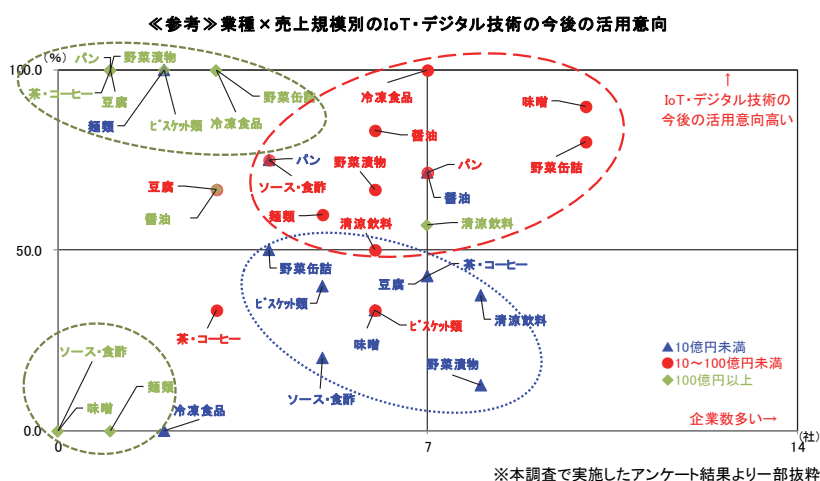 ≪参考≫業種×売上規模別のIoT・デジタル技術の今後の活用意向
(%)
パン
野菜漬物
100.0
茶・コーヒー
豆腐
麺類
ﾋﾞｽｹｯﾄ類
冷凍食品
野菜缶詰
冷凍食品
味噌
↑
IoT・デジタル技術の
今後の活用意向高い
醤油
野菜缶詰
パン
野菜漬物
パン
ソース・食酢
醤油
豆腐
醤油
麺類
清涼飲料
清涼飲料
50.0
野菜缶詰
茶・コーヒー
豆腐
ﾋﾞｽｹｯﾄ類
清涼飲料
茶・コーヒー
味噌
ﾋﾞｽｹｯﾄ類
ソース・食酢
野菜漬物
▲10億円未満
●10～100億円未満
◆100億円以上
麺類
味噌
冷凍食品
ソース・食酢
企業数多い→
0.0
(社)
0
7
14
※本調査で実施したアンケート結果より一部抜粋